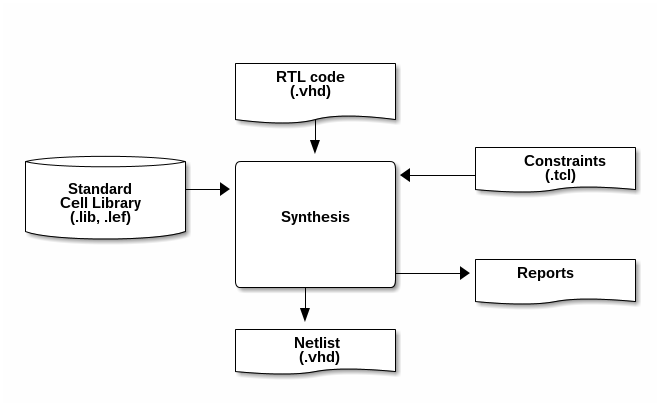 RTL code
(.vhd)
Standard
Cell Library
(.lib, .lef)
Synthesis
Constraints
(.tcl)
Reports
Netlist
(.vhd)